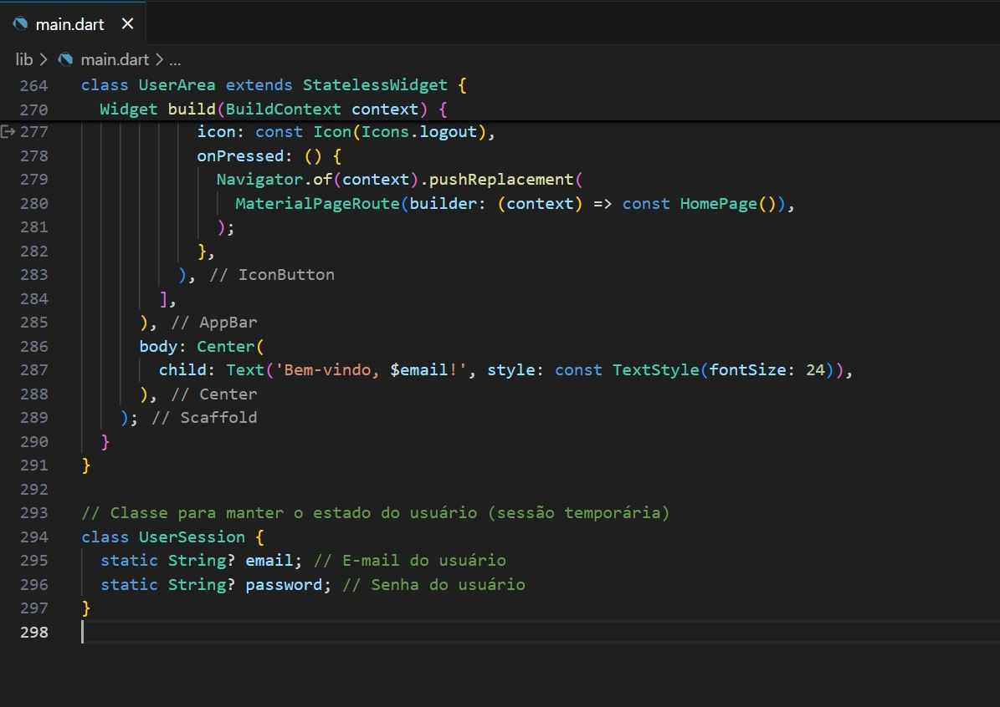 main.dart ×
lib > main.dart > ...
264 class UserArea extends StatelessWidget {
270   Widget build(BuildContext context) {
277             icon: const Icon(Icons.logout),
278             onPressed: () {
279               Navigator.of(context).pushReplacement(
280                 MaterialPageRoute(builder: (context) => const HomePage()),
281               );
282             },
283           ), // IconButton
284         ],
285       ), // AppBar
286       body: Center(
287         child: Text('Bem-vindo, $email!', style: const TextStyle(fontSize: 24)),
288       ), // Center
289     ); // Scaffold
290   }
291 }
292
293 // Classe para manter o estado do usuário (sessão temporária)
294 class UserSession {
295   static String? email; // E-mail do usuário
296   static String? password; // Senha do usuário
297 }
298